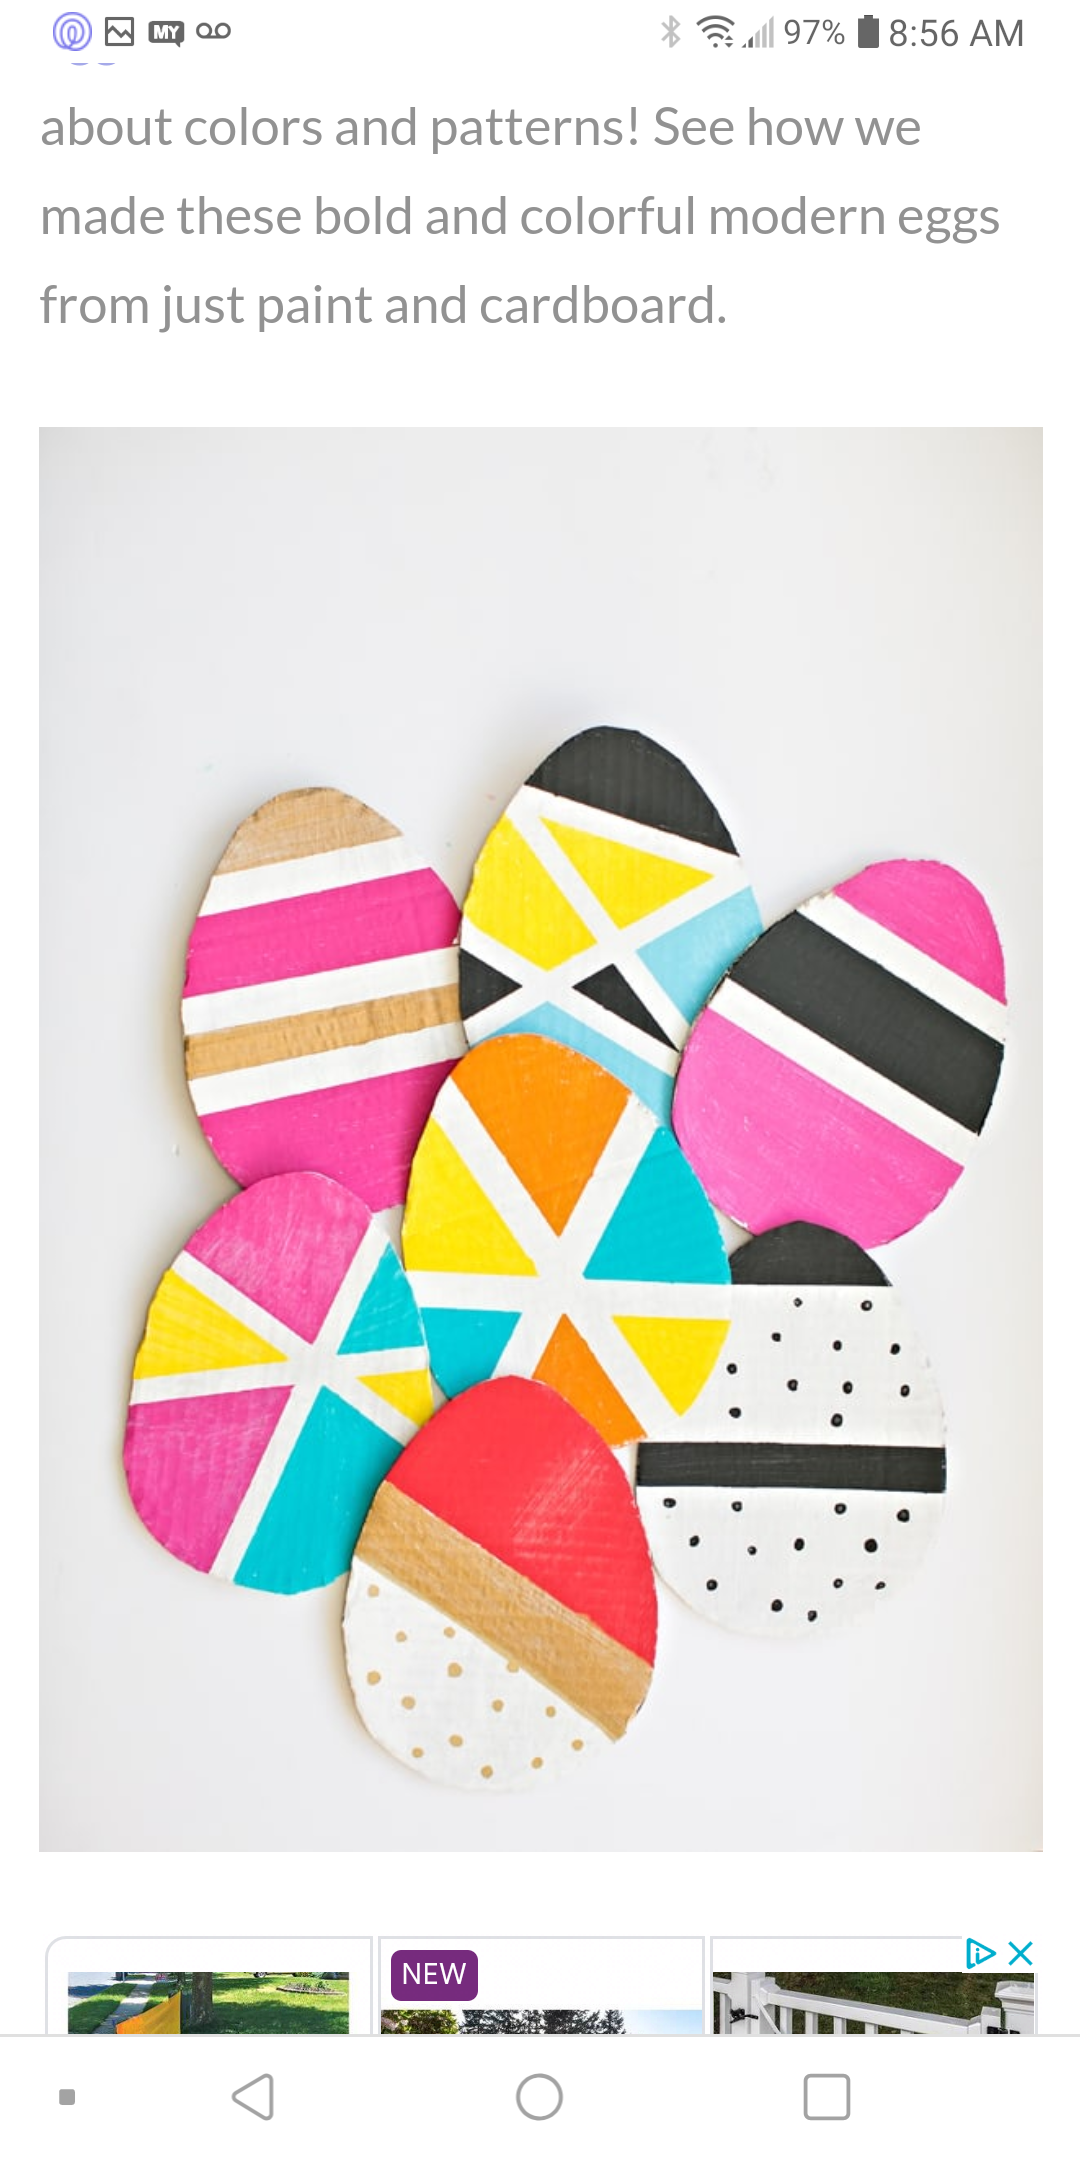 MY 97% 8:56 AM
about colors and patterns! See how we
made these bold and colorful modern eggs
from just paint and cardboard.
NEW